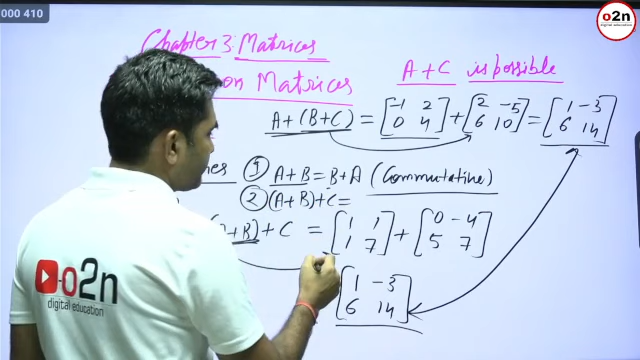 000 410
o2n
digital education
Chapter 3: Matrices
on Matrices
A+C is possible
A+(B+C) = [-1 2 0 4] + [2 -5 6 10] = [1 -3 6 14]
① A+B = B+A (Commutative)
② (A+B)+C =
+B)+C = [1 1 1 7] + [0 -4 5 7]
[1 -3 6 14]
o2n
digital education